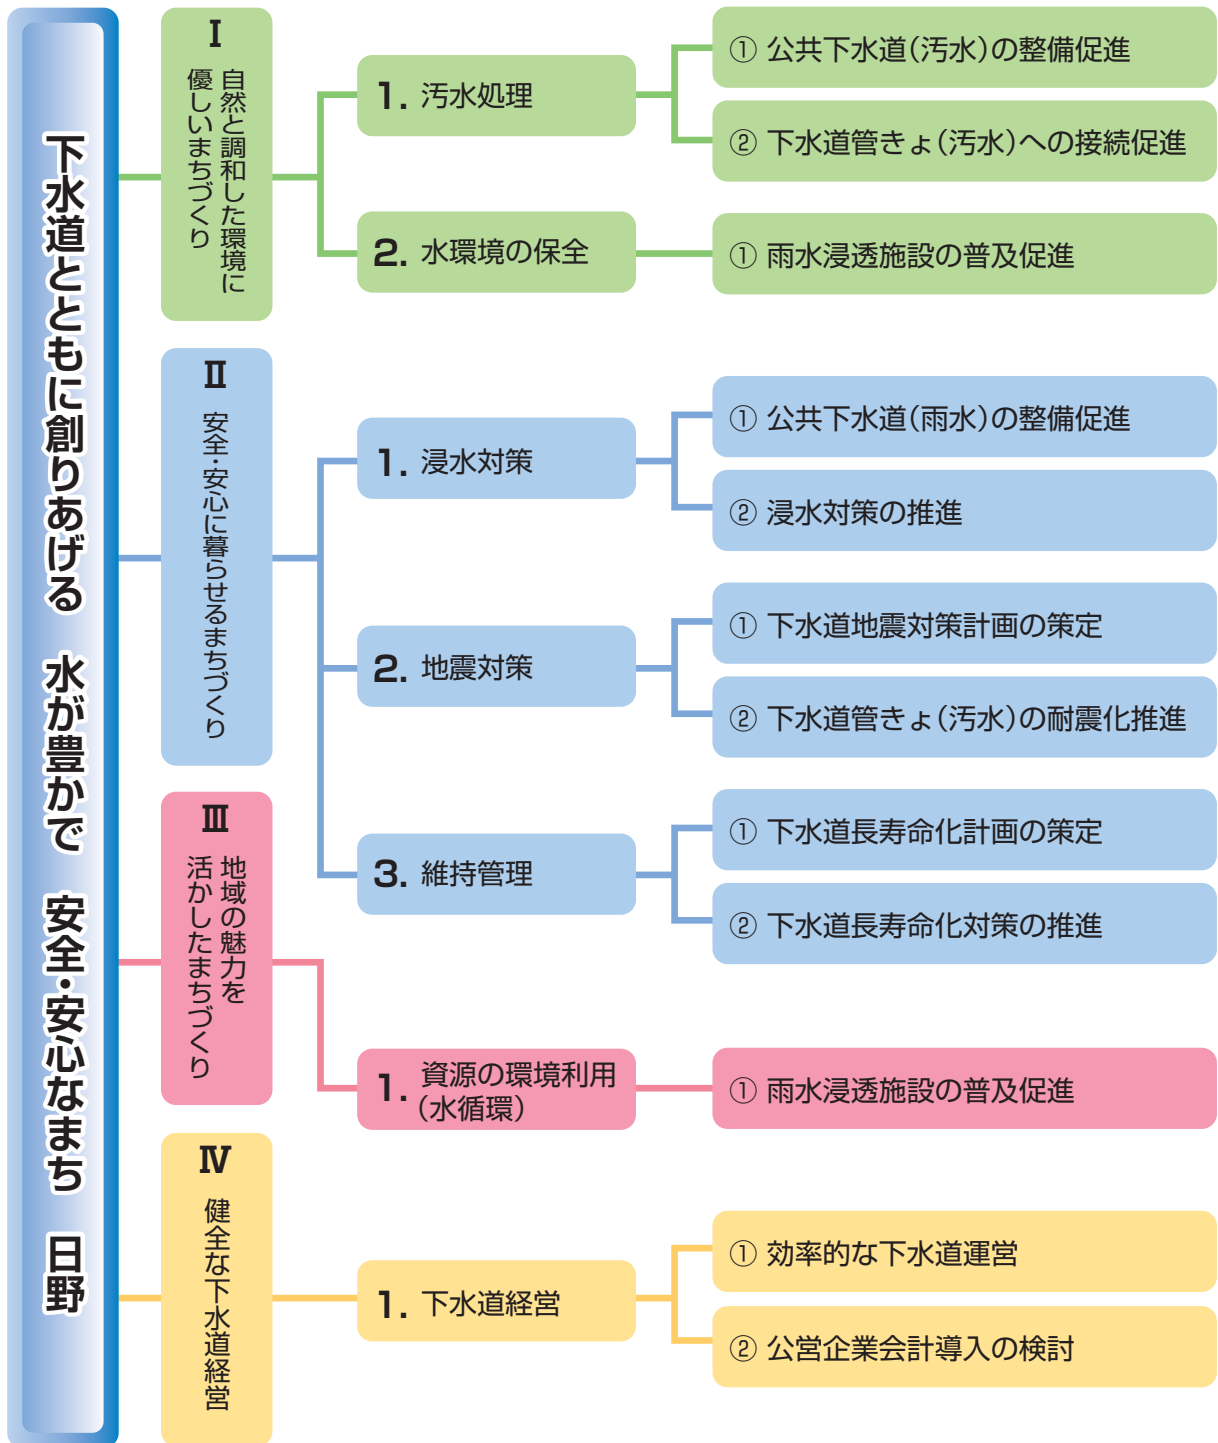 下水道とともに創りあげる　水が豊かで　安全・安心なまち　日野
Ⅰ
自然と調和した環境に
優しいまちづくり
1. 汚水処理
① 公共下水道(汚水)の整備促進
② 下水道管きょ(汚水)への接続促進
2. 水環境の保全
① 雨水浸透施設の普及促進
Ⅱ
安全・安心に暮らせるまちづくり
1. 浸水対策
① 公共下水道(雨水)の整備促進
② 浸水対策の推進
2. 地震対策
① 下水道地震対策計画の策定
② 下水道管きょ(汚水)の耐震化推進
3. 維持管理
① 下水道長寿命化計画の策定
② 下水道長寿命化対策の推進
Ⅲ
地域の魅力を
活かしたまちづくり
1. 資源の環境利用
(水循環)
① 雨水浸透施設の普及促進
Ⅳ
健全な下水道経営
1. 下水道経営
① 効率的な下水道運営
② 公営企業会計導入の検討